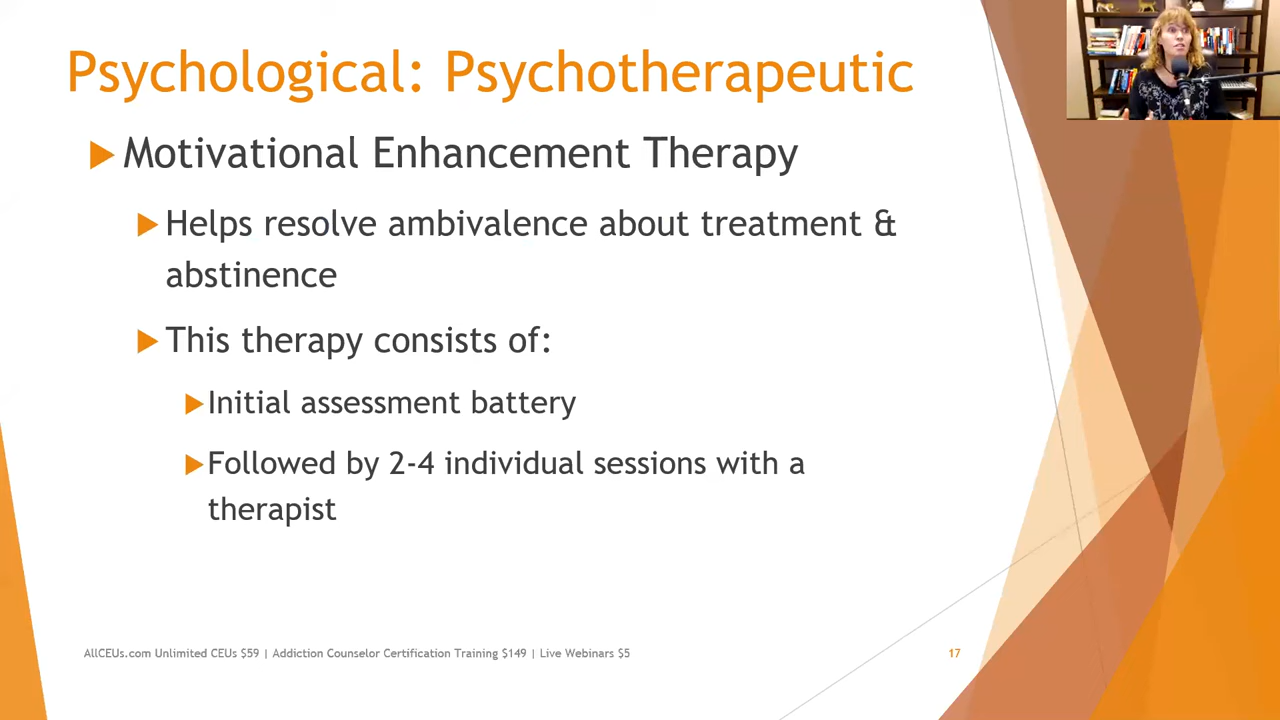 Psychological: Psychotherapeutic
Motivational Enhancement Therapy
Helps resolve ambivalence about treatment &
abstinence
This therapy consists of:
Initial assessment battery
Followed by 2-4 individual sessions with a
therapist
AllCEUs.com Unlimited CEUs $59 | Addiction Counselor Certification Training $149 | Live Webinars $5
17